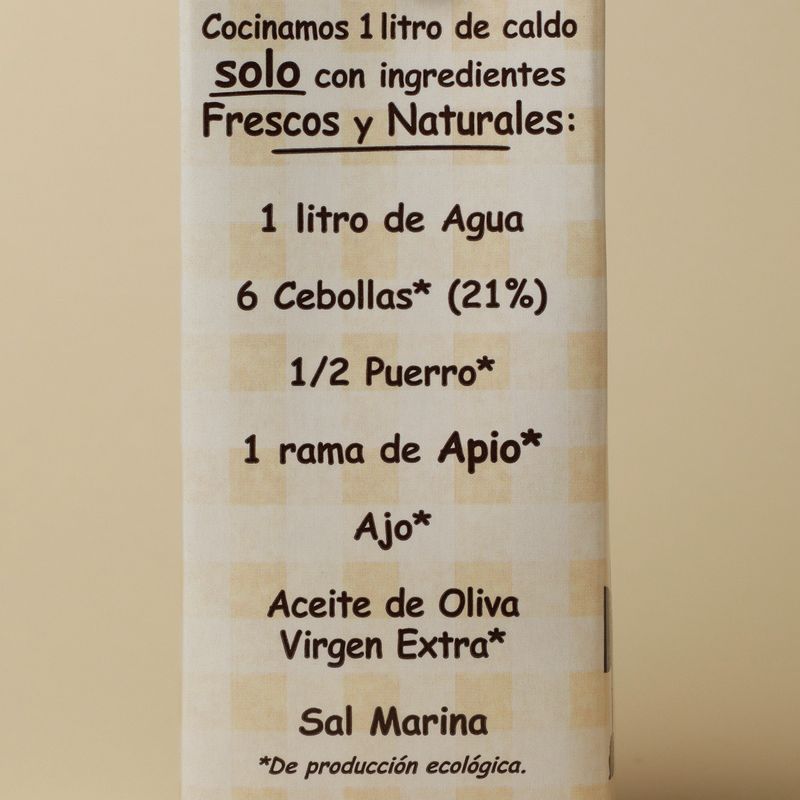 Cocinamos 1 litro de caldo
solo con ingredientes
Frescos y Naturales:
1 litro de Agua
6 Cebollas* (21%)
1/2 Puerro*
1 rama de Apio*
Ajo*
Aceite de Oliva
Virgen Extra*
Sal Marina
*De producción ecológica.